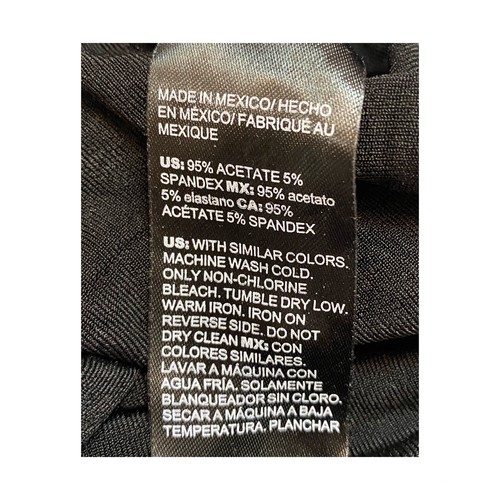 MADE IN MEXICO/ HECHO
EN MÉXICO/ FABRIQUÉ AU
MEXIQUE
US: 95% ACETATE 5%
SPANDEX MX: 95% acetato
5% elastano CA: 95%
ACÉTATE 5% SPANDEX
US: WITH SIMILAR COLORS.
MACHINE WASH COLD.
ONLY NON-CHLORINE
BLEACH. TUMBLE DRY LOW.
WARM IRON. IRON ON
REVERSE SIDE. DO NOT
DRY CLEAN MX: CON
COLORES SIMILARES.
LAVAR A MÁQUINA CON
AGUA FRÍA. SOLAMENTE
BLANQUEADOR SIN CLORO.
SECAR A MÁQUINA A BAJA
TEMPERATURA. PLANCHAR